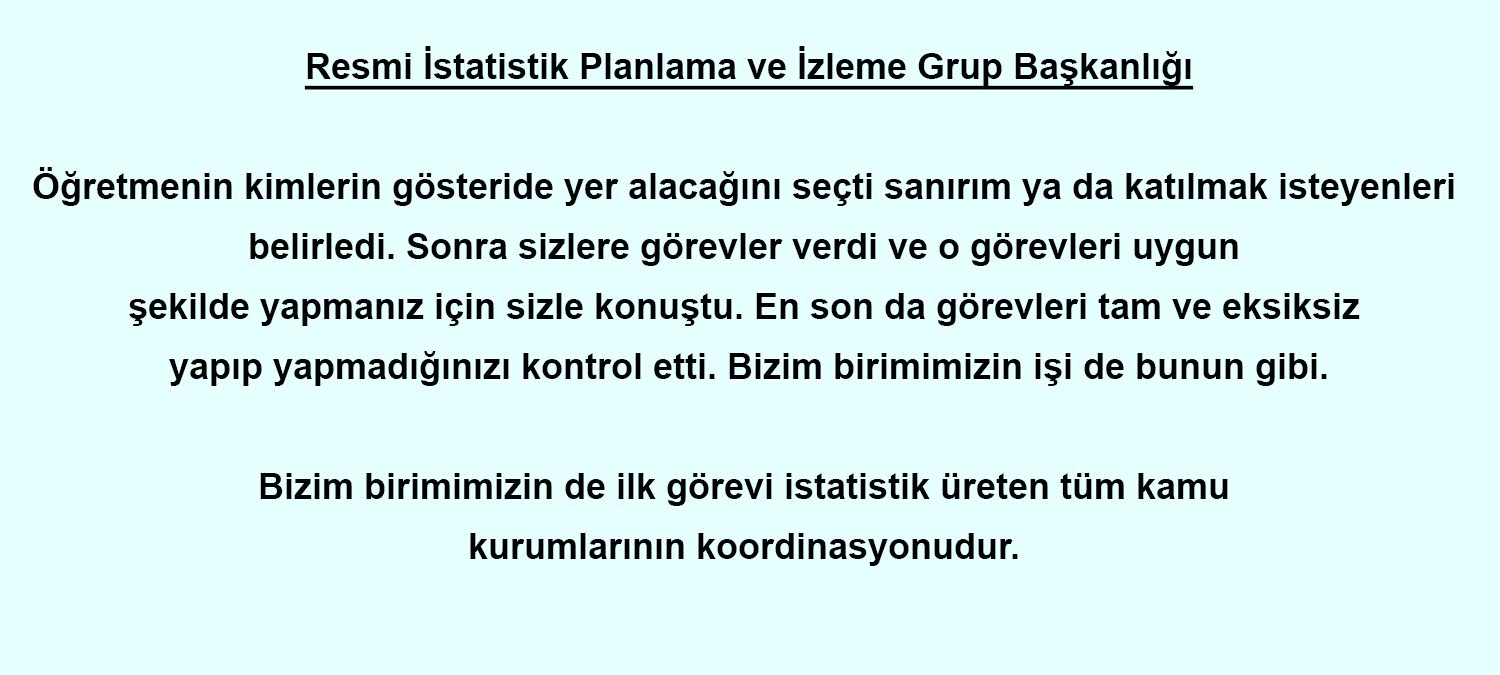 Resmi İstatistik Planlama ve İzleme Grup Başkanlığı
Öğretmenin kimlerin gösteride yer alacağını seçti sanırım ya da katılmak isteyenleri
belirledi. Sonra sizlere görevler verdi ve o görevleri uygun
şekilde yapmanız için sizle konuştu. En son da görevleri tam ve eksiksiz
yapıp yapmadığınızı kontrol etti. Bizim birimimizin işi de bunun gibi.
Bizim birimimizin de ilk görevi istatistik üreten tüm kamu
kurumlarının koordinasyonudur.